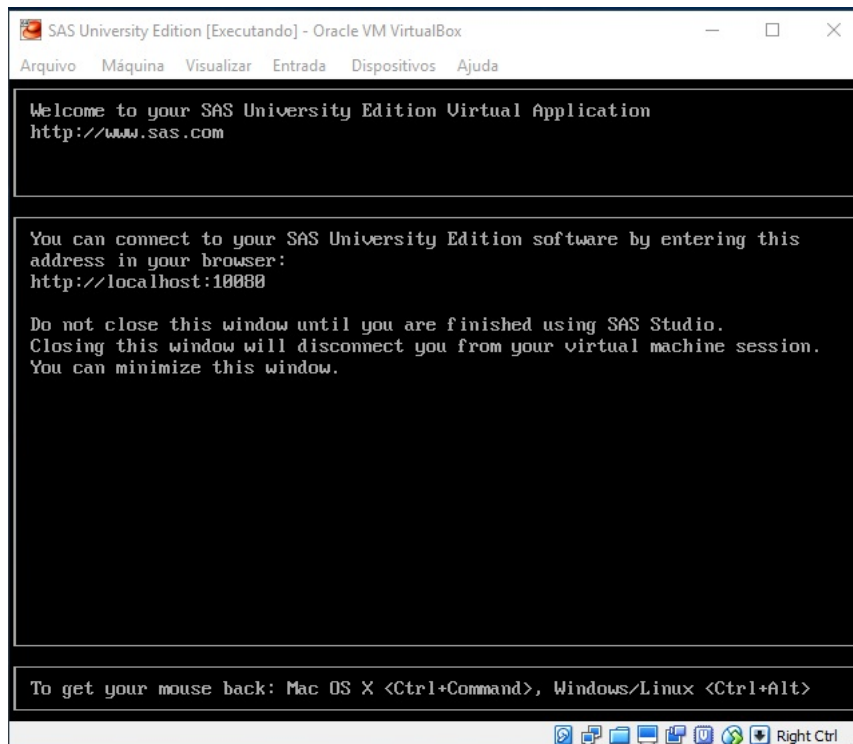 SAS University Edition [Executando] - Oracle VM VirtualBox
Arquivo Máquina Visualizar Entrada Dispositivos Ajuda
Welcome to your SAS University Edition Virtual Application
http://www.sas.com
You can connect to your SAS University Edition software by entering this
address in your browser:
http://localhost:10080
Do not close this window until you are finished using SAS Studio.
Closing this window will disconnect you from your virtual machine session.
You can minimize this window.
To get your mouse back: Mac OS X <Ctrl+Command>, Windows/Linux <Ctrl+Alt>
Right Ctrl